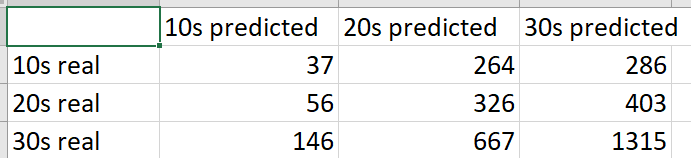 10s predicted 20s predicted 30s predicted
10s real 37 264 286
20s real 56 326 403
30s real 146 667 1315